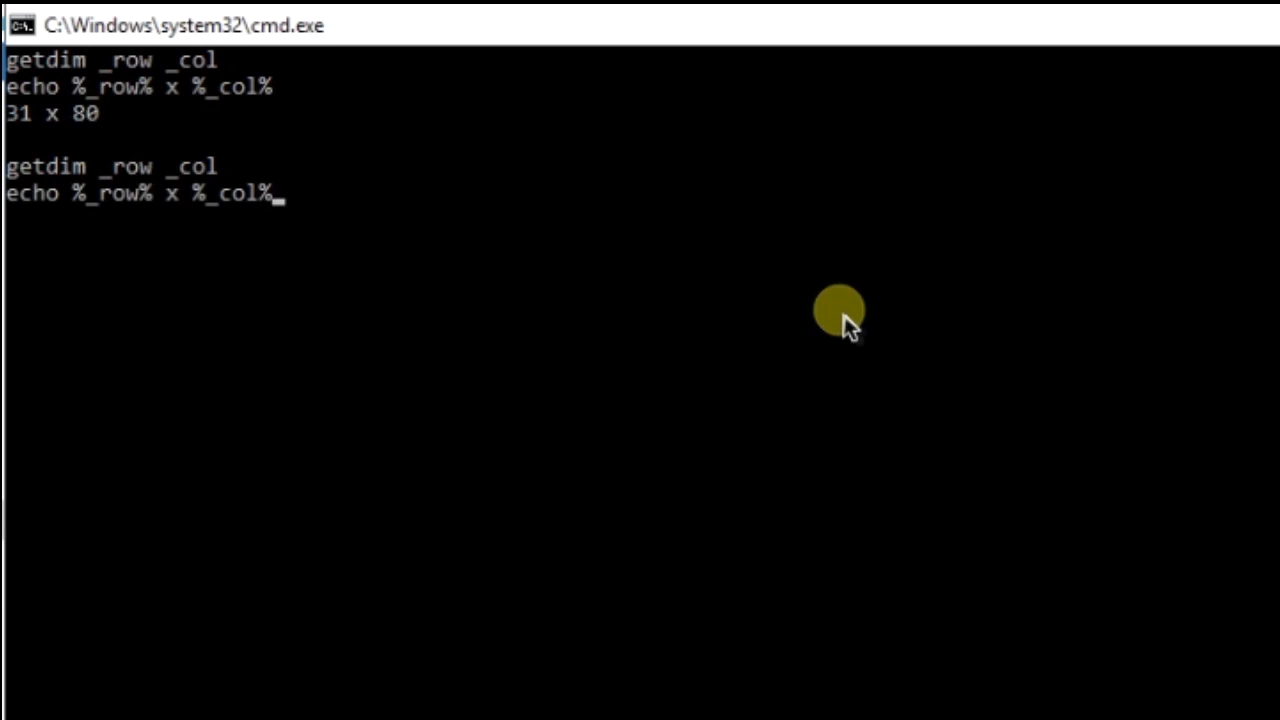 C:\Windows\system32\cmd.exe
getdim _row _col
echo %_row% x %_col%
31 x 80
getdim _row _col
echo %_row% x %_col%